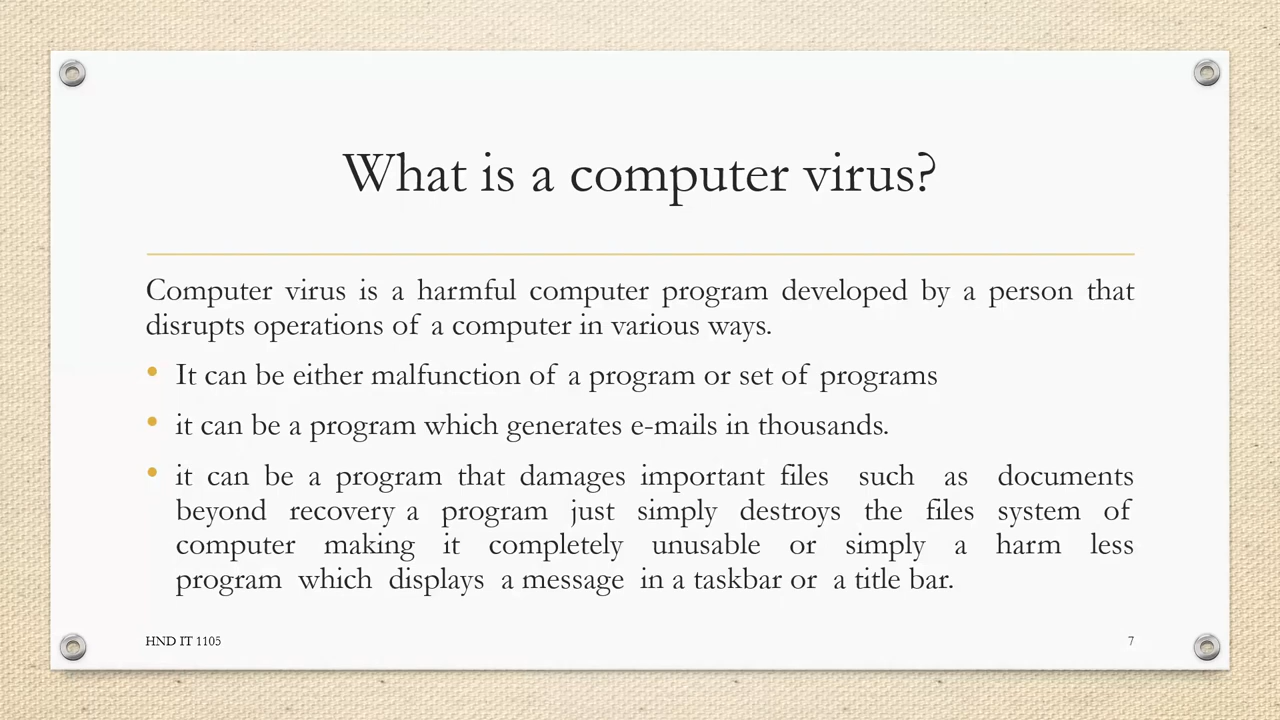 What is a computer virus?
Computer virus is a harmful computer program developed by a person that
disrupts operations of a computer in various ways.
• It can be either malfunction of a program or set of programs
• it can be a program which generates e-mails in thousands.
• it can be a program that damages important files such as documents
beyond recovery a program just simply destroys the files system of
computer making it completely unusable or simply a harm less
program which displays a message in a taskbar or a title bar.
HND IT 1105
7